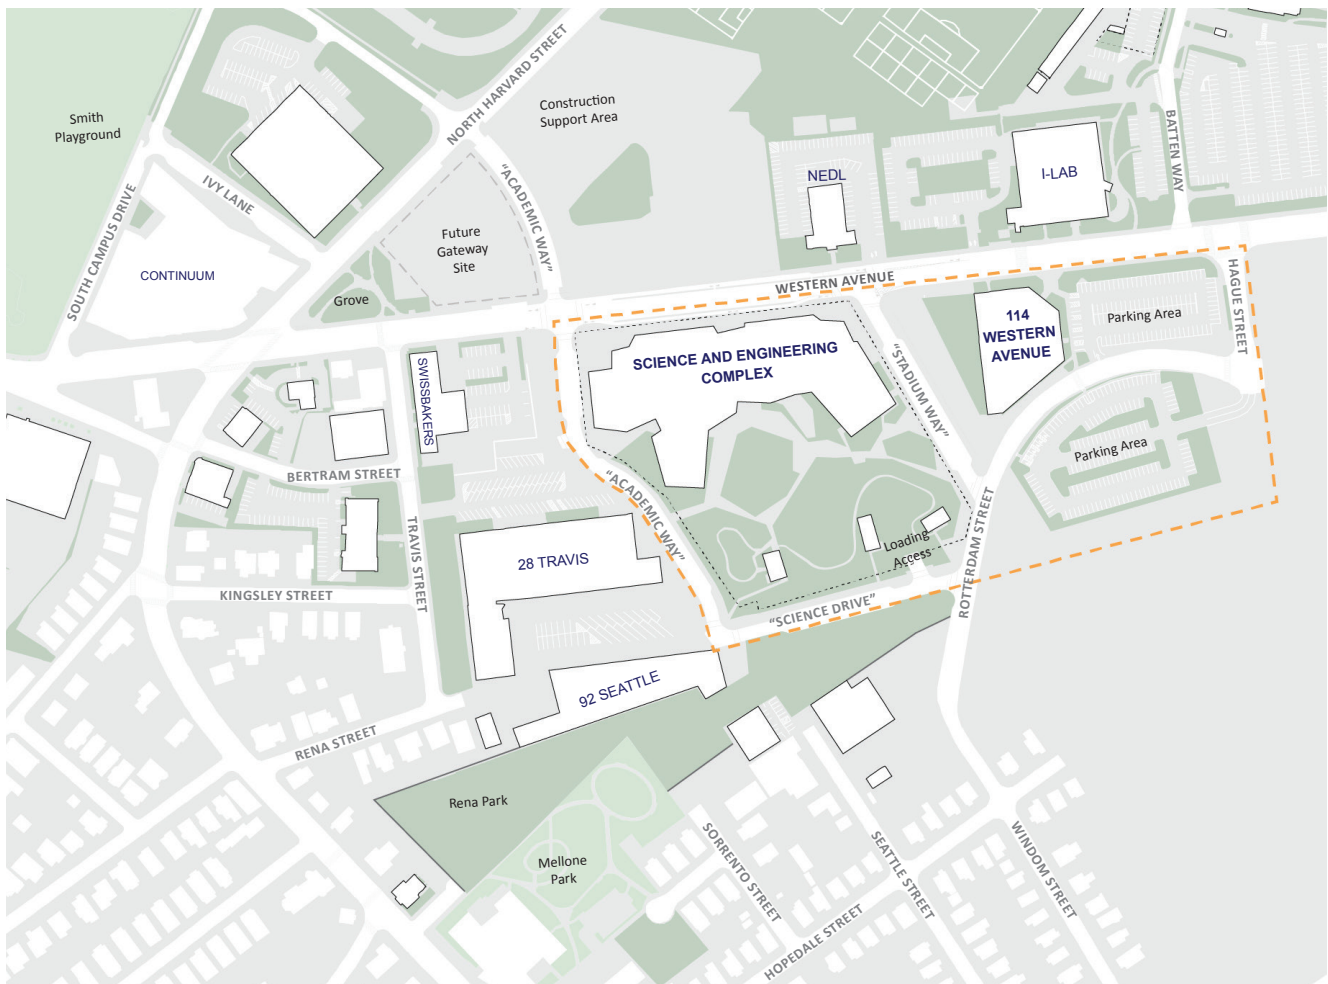 Smith
Playground
NORTH HARVARD STREET
Construction
Support Area
BATTEN WAY
"ACADEMIC WAY"
NEDL
I-LAB
IVY LANE
SOUTH CAMPUS DRIVE
Future
Gateway
Site
CONTINUUM
Grove
WESTERN AVENUE
HAGUE STREET
114
WESTERN
AVENUE
Parking Area
SCIENCE AND ENGINEERING
COMPLEX
"STADIUM WAY"
SWISSBAKERS
Parking Area
BERTRAM STREET
"ACADEMIC WAY"
ROTTERDAM STREET
Loading
Access
TRAVIS STREET
28 TRAVIS
KINGSLEY STREET
"SCIENCE DRIVE"
92 SEATTLE
RENA STREET
Rena Park
Mellone
Park
SORRENTO STREET
SEATTLE STREET
WINDOM STREET
HOPEDALE STREET